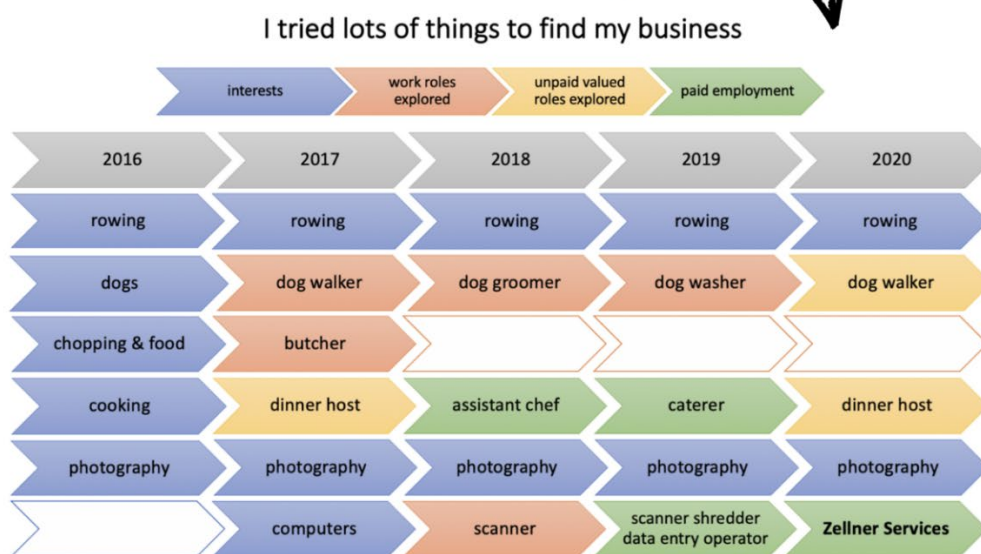 I tried lots of things to find my business
interests
work roles
explored
unpaid valued
roles explored
paid employment
2016
2017
2018
2019
2020
rowing
rowing
rowing
rowing
rowing
dogs
dog walker
dog groomer
dog washer
dog walker
chopping & food
butcher
cooking
dinner host
assistant chef
caterer
dinner host
photography
photography
photography
photography
photography
computers
scanner
scanner shredder
data entry operator
Zellner Services